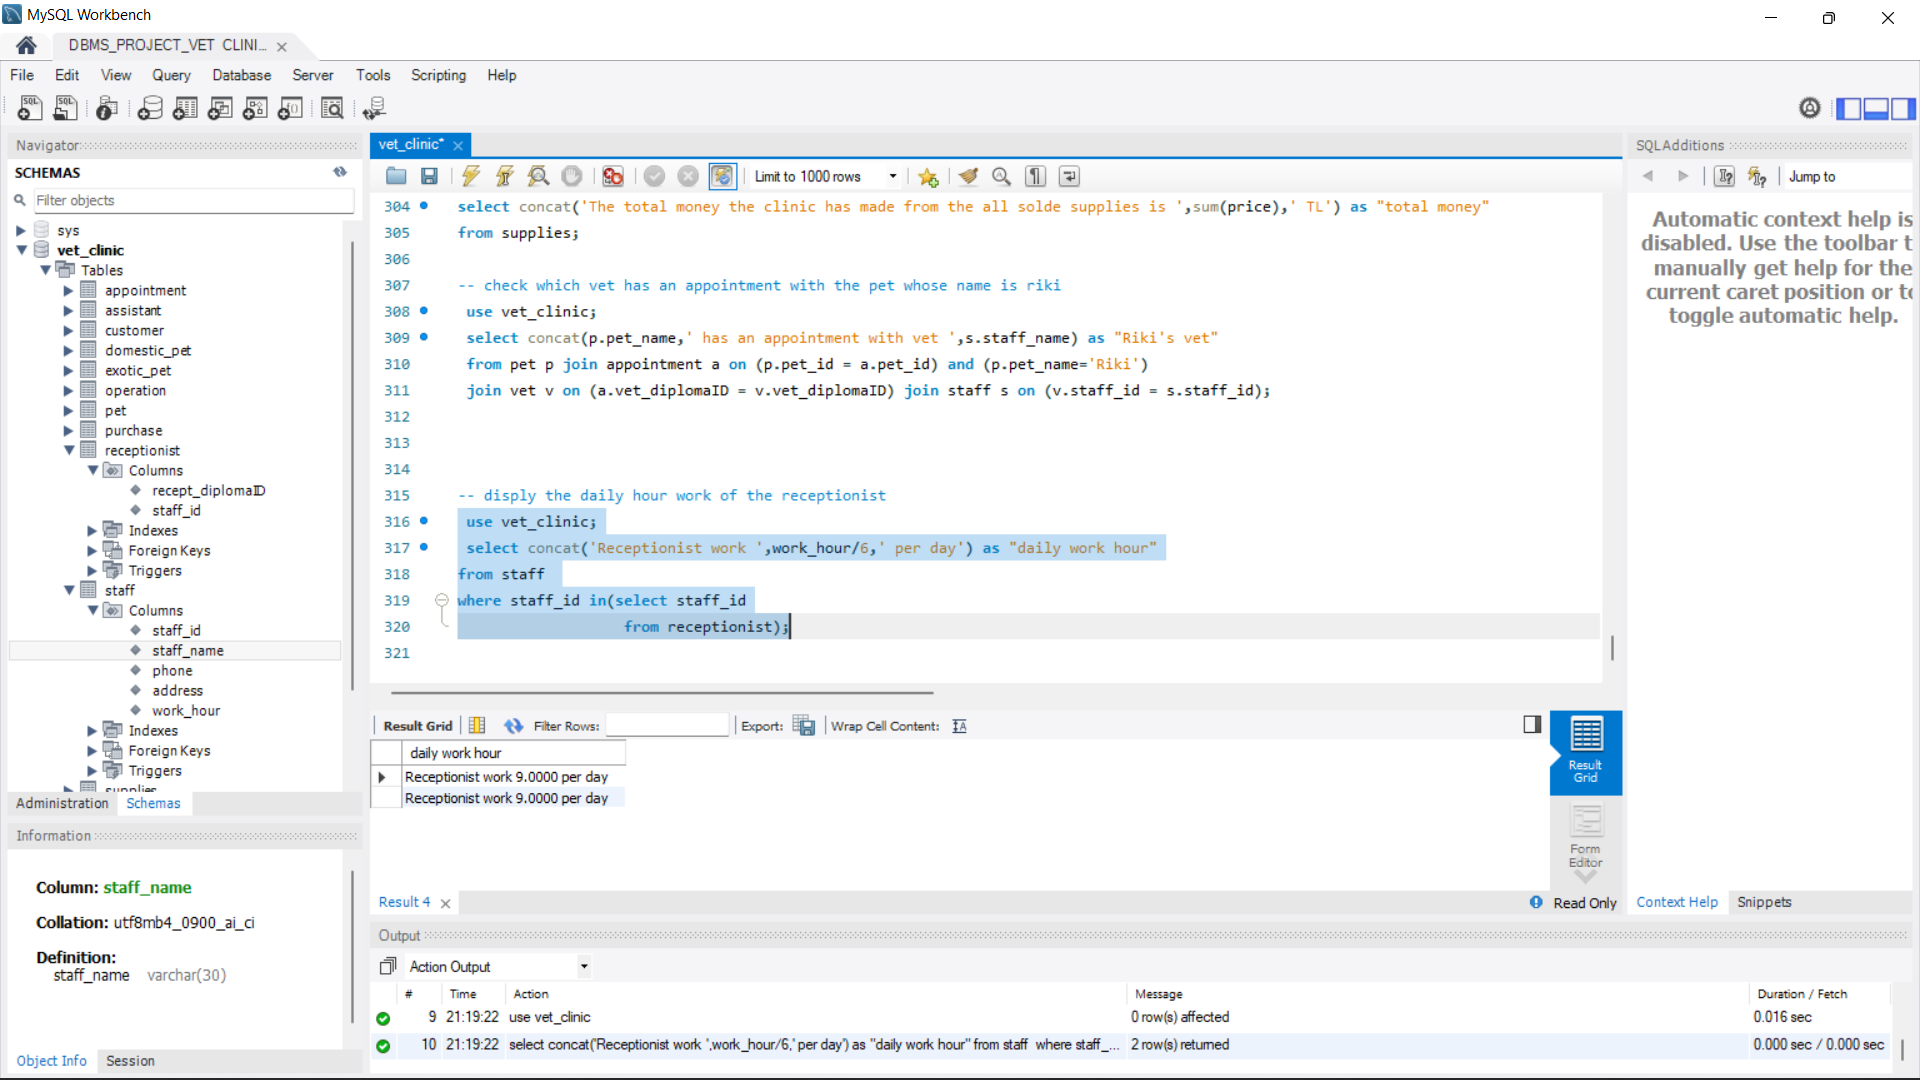 MySQL Workbench
DBMS_PROJECT_VET CLINI...
File Edit View Query Database Server Tools Scripting Help
Navigator
SCHEMAS
Filter objects
sys
vet_clinic
Tables
appointment
assistant
customer
domestic_pet
exotic_pet
operation
pet
purchase
receptionist
Columns
recept_diplomaID
staff_id
Indexes
Foreign Keys
Triggers
staff
Columns
staff_id
staff_name
phone
address
work_hour
Indexes
Foreign Keys
Triggers
supplies
Administration Schemas
Information
Column: staff_name
Collation: utf8mb4_0900_ai_ci
Definition:
staff_name varchar(30)
Object Info Session
vet_clinic*
Limit to 1000 rows
304 select concat('The total money the clinic has made from the all solde supplies is ',sum(price),' TL') as "total money"
305 from supplies;
306
307 -- check which vet has an appointment with the pet whose name is riki
308 use vet_clinic;
309 select concat(p.pet_name,' has an appointment with vet ',s.staff_name) as "Riki's vet"
310 from pet p join appointment a on (p.pet_id = a.pet_id) and (p.pet_name='Riki')
311 join vet v on (a.vet_diplomaID = v.vet_diplomaID) join staff s on (v.staff_id = s.staff_id);
312
313
314
315 -- disply the daily hour work of the receptionist
316 use vet_clinic;
317 select concat('Receptionist work ',work_hour/6,' per day') as "daily work hour"
318 from staff
319 where staff_id in(select staff_id
320 from receptionist);
321
Result Grid Filter Rows: Export: Wrap Cell Content:
daily work hour
Receptionist work 9.0000 per day
Receptionist work 9.0000 per day
Result Grid
Form Editor
Result 4
Read Only
SQLAdditions
Jump to
Automatic context help is
disabled. Use the toolbar t
manually get help for the
current caret position or to
toggle automatic help.
Context Help Snippets
Output
Action Output
# Time Action Message Duration / Fetch
9 21:19:22 use vet_clinic 0 row(s) affected 0.016 sec
10 21:19:22 select concat('Receptionist work ',work_hour/6,' per day') as "daily work hour" from staff where staff_... 2 row(s) returned 0.000 sec / 0.000 sec